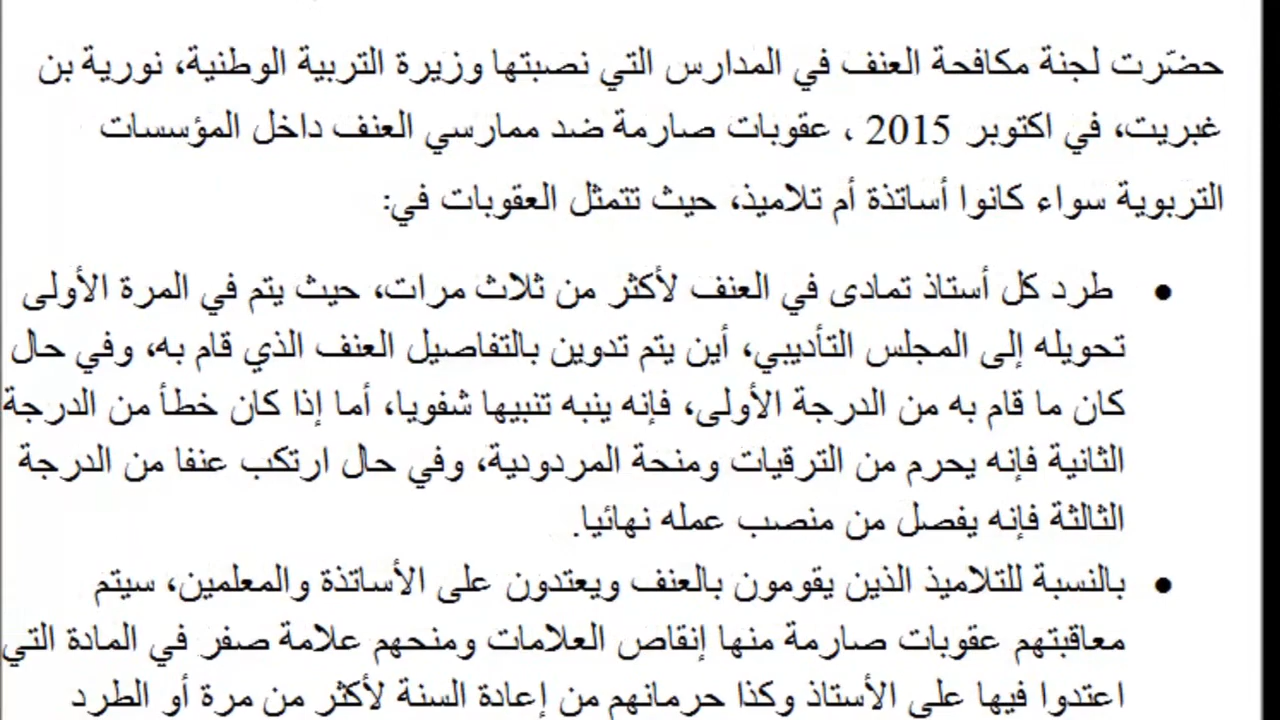 حضّرت لجنة مكافحة العنف في المدارس التي نصبتها وزيرة التربية الوطنية، نورية بن
غبريت، في اكتوبر 2015 ، عقوبات صارمة ضد ممارسي العنف داخل المؤسسات
التربوية سواء كانوا أساتذة أم تلاميذ، حيث تتمثل العقوبات في:
• طرد كل أستاذ تمادى في العنف لأكثر من ثلاث مرات، حيث يتم في المرة الأولى
تحويله إلى المجلس التأديبي، أين يتم تدوين بالتفاصيل العنف الذي قام به، وفي حال
كان ما قام به من الدرجة الأولى، فإنه ينبه تنبيها شفويا، أما إذا كان خطأ من الدرجة
الثانية فإنه يحرم من الترقيات ومنحة المردودية، وفي حال ارتكب عنفا من الدرجة
الثالثة فإنه يفصل من منصب عمله نهائيا.
• بالنسبة للتلاميذ الذين يقومون بالعنف ويعتدون على الأساتذة والمعلمين، سيتم
معاقبتهم عقوبات صارمة منها إنقاص العلامات ومنحهم علامة صفر في المادة التي
اعتدوا فيها على الأستاذ وكذا حرمانهم من إعادة السنة لأكثر من مرة أو الطرد